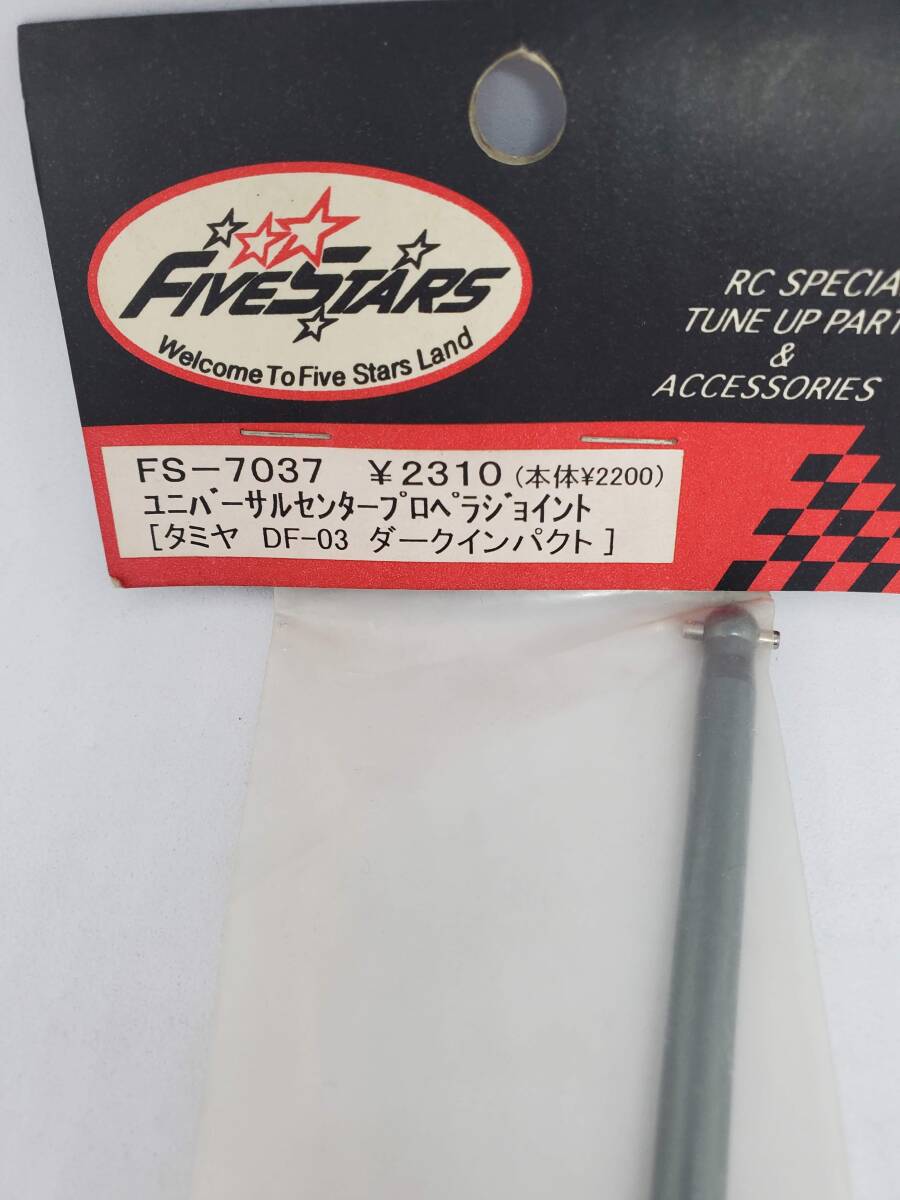 FIVESTARS
Welcome To Five Stars Land
RC SPECIA
TUNE UP PART
&
ACCESSORIES
FS-7037 ¥2310 (本体¥2200)
ユニバーサルセンタープロペラジョイント
[タミヤ DF-03 ダークインパクト]